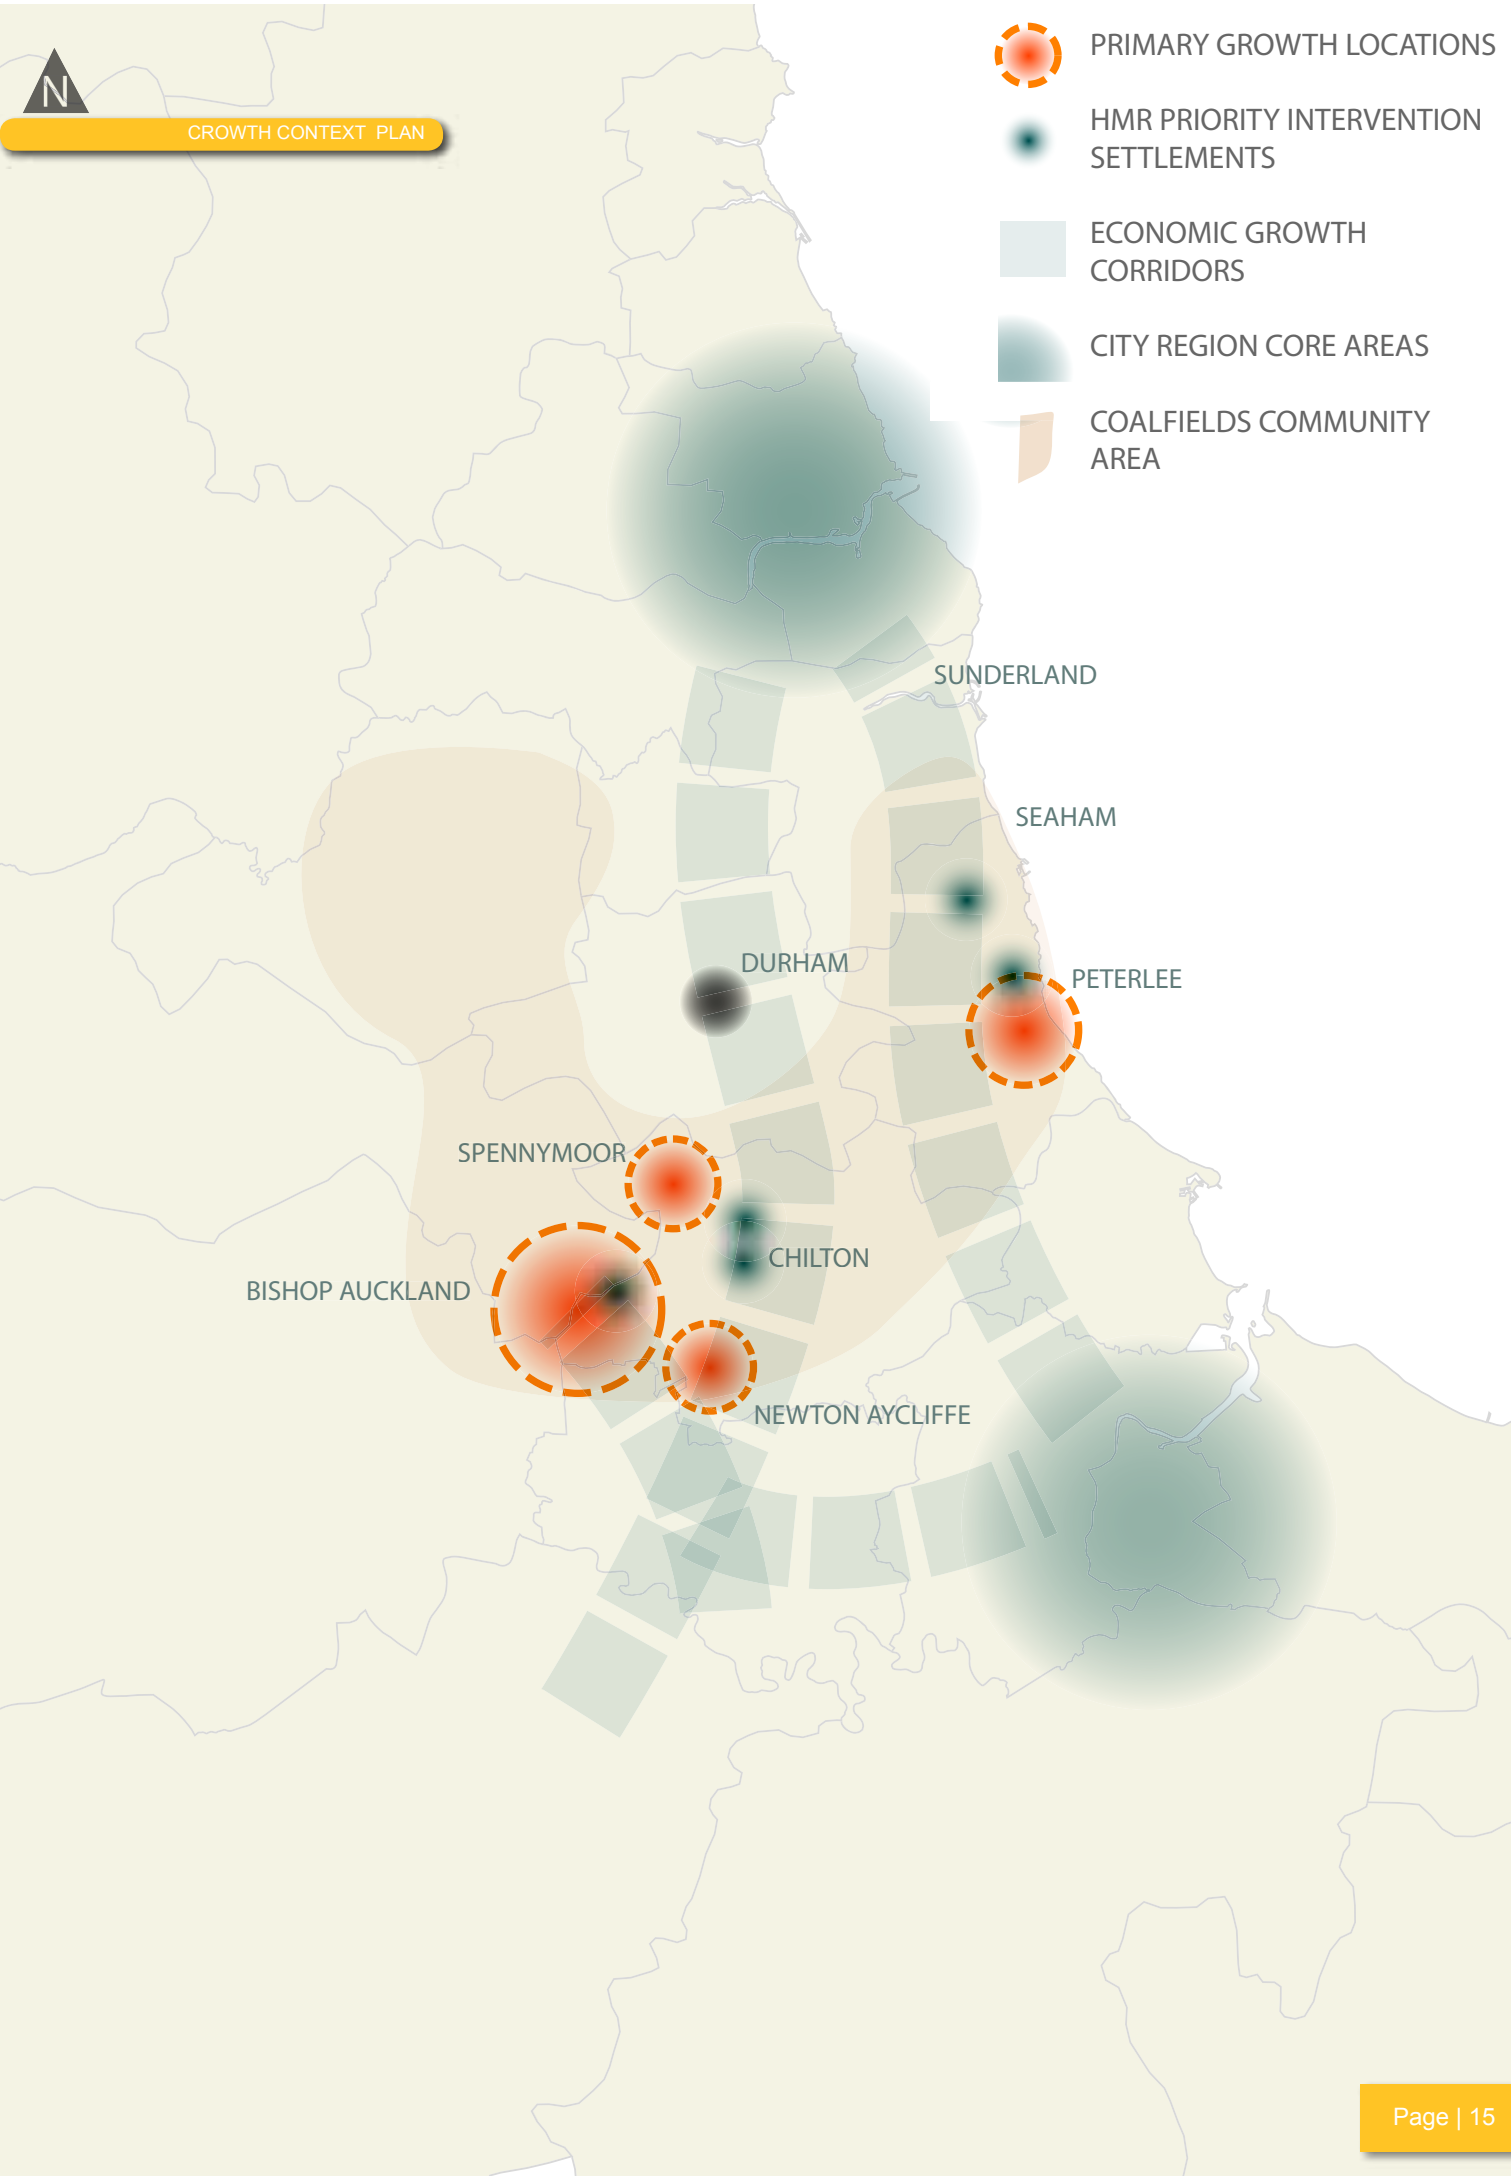 N
CROWTH CONTEXT PLAN
PRIMARY GROWTH LOCATIONS
HMR PRIORITY INTERVENTION
SETTLEMENTS
ECONOMIC GROWTH
CORRIDORS
CITY REGION CORE AREAS
COALFIELDS COMMUNITY
AREA
SUNDERLAND
SEAHAM
DURHAM
PETERLEE
SPENNYMOOR
CHILTON
BISHOP AUCKLAND
NEWTON AYCLIFFE
Page | 15